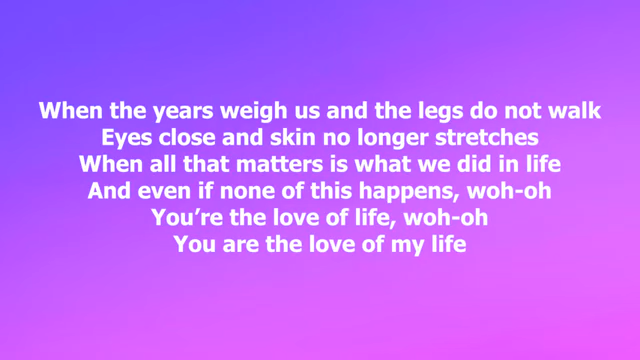 When the years weigh us and the legs do not walk
Eyes close and skin no longer stretches
When all that matters is what we did in life
And even if none of this happens, woh-oh
You’re the love of life, woh-oh
You are the love of my life